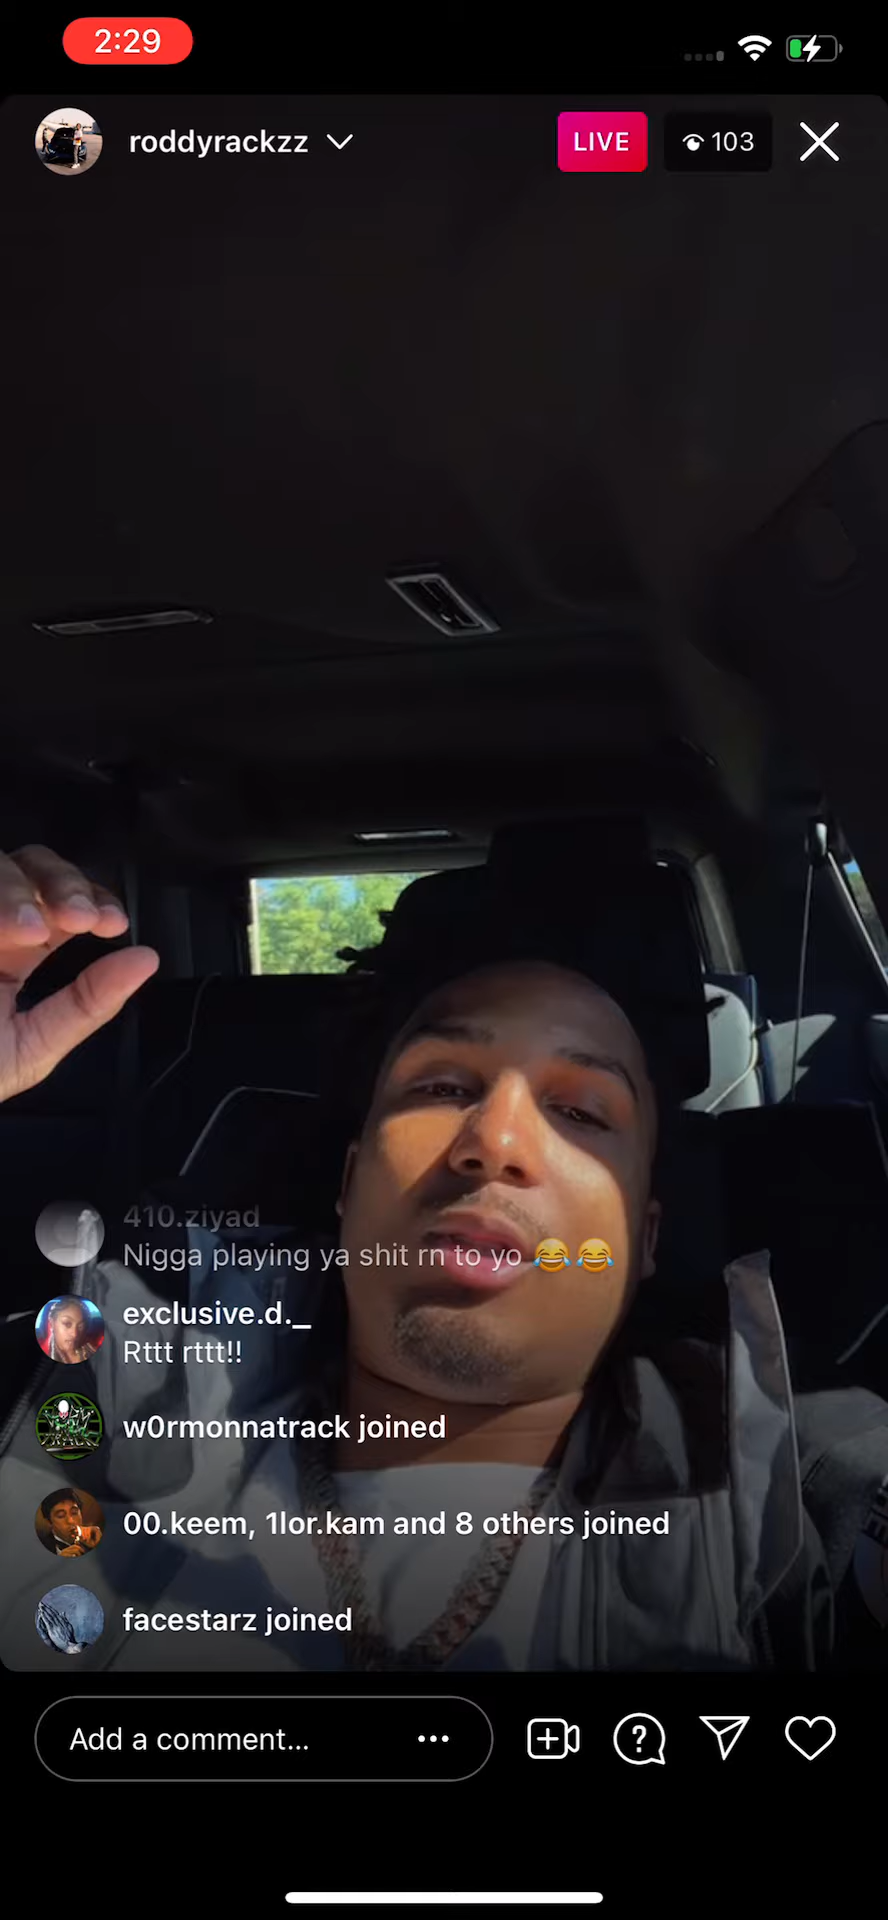 2:29
roddyrackzz
LIVE
103
410.ziyad
Nigga playing ya shit rn to yo 😂😂
exclusive.d._
Rttt rttt!!
w0rmonnatrack joined
00.keem, 1lor.kam and 8 others joined
facestarz joined
Add a comment...